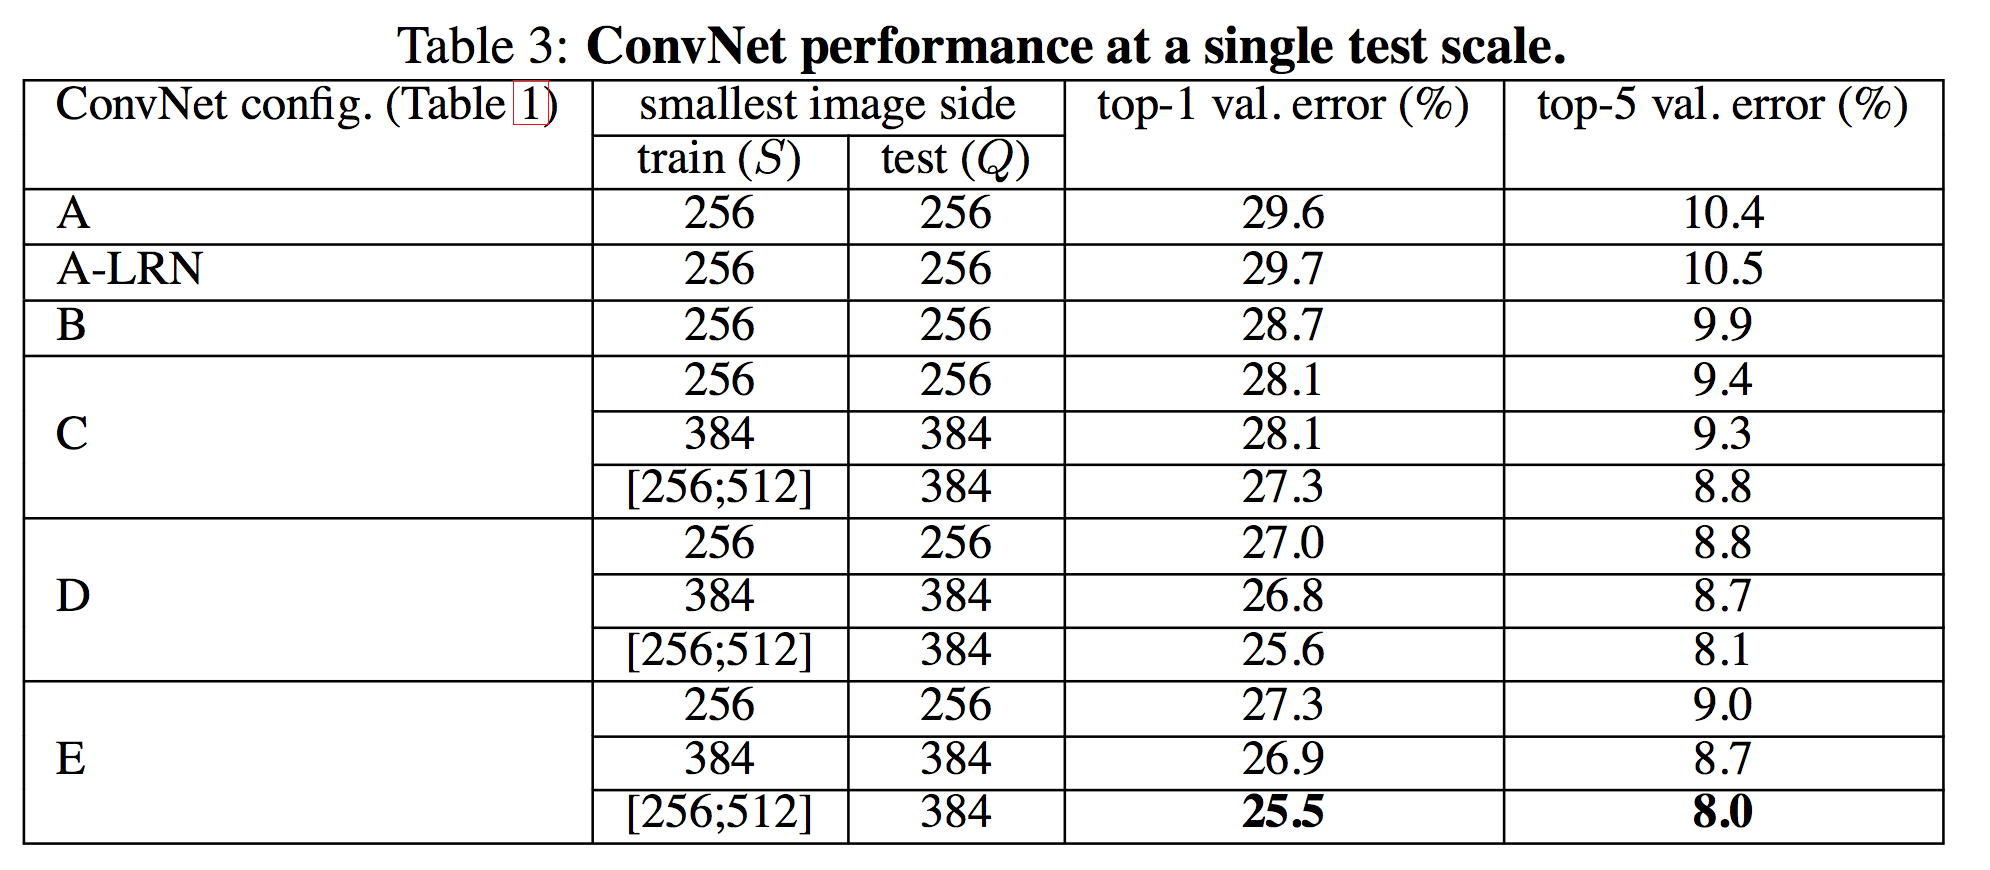 Table 3: ConvNet performance at a single test scale.
ConvNet config. (Table 1) smallest image side top-1 val. error (%) top-5 val. error (%)
train (S) test (Q)
A 256 256 29.6 10.4
A-LRN 256 256 29.7 10.5
B 256 256 28.7 9.9
C 256 256 28.1 9.4
384 384 28.1 9.3
[256;512] 384 27.3 8.8
D 256 256 27.0 8.8
384 384 26.8 8.7
[256;512] 384 25.6 8.1
E 256 256 27.3 9.0
384 384 26.9 8.7
[256;512] 384 25.5 8.0